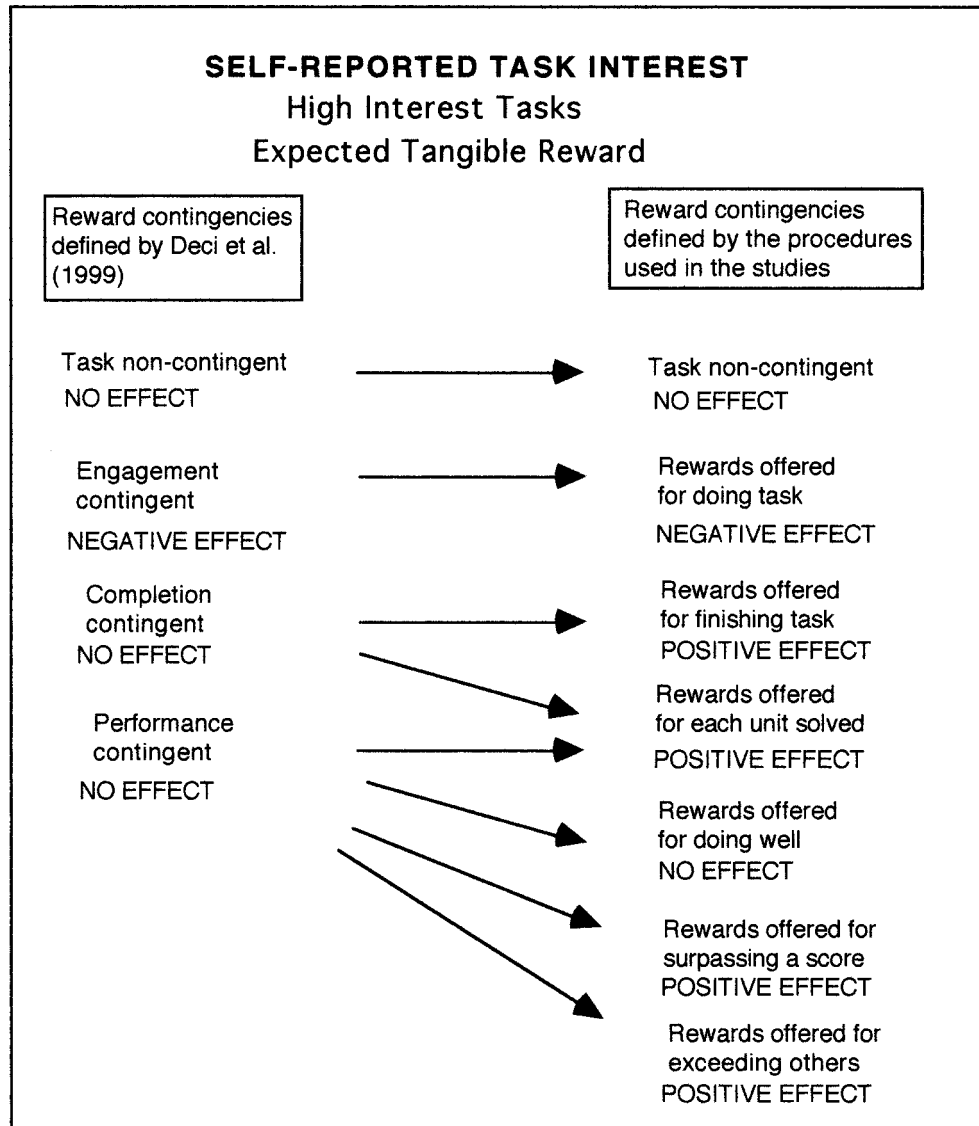 SELF-REPORTED TASK INTEREST
High Interest Tasks
Expected Tangible Reward
Reward contingencies
defined by Deci et al.
(1999)
Reward contingencies
defined by the procedures
used in the studies
Task non-contingent
NO EFFECT
Task non-contingent
NO EFFECT
Engagement
contingent
NEGATIVE EFFECT
Rewards offered
for doing task
NEGATIVE EFFECT
Completion
contingent
NO EFFECT
Rewards offered
for finishing task
POSITIVE EFFECT
Rewards offered
for each unit solved
POSITIVE EFFECT
Performance
contingent
NO EFFECT
Rewards offered
for doing well
NO EFFECT
Rewards offered for
surpassing a score
POSITIVE EFFECT
Rewards offered for
exceeding others
POSITIVE EFFECT